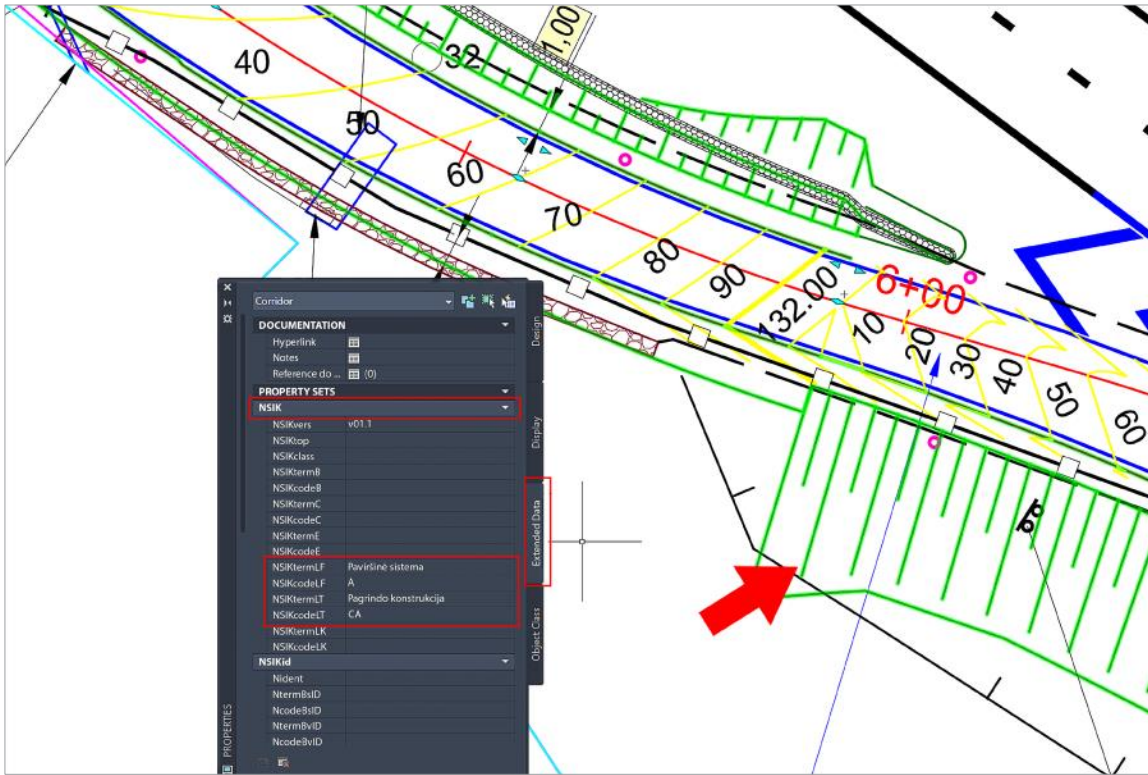 40
32
1,00
50
60
70
80
90
132.00
6+00
10
20
30
40
50
60
Corridor
DOCUMENTATION
Hyperlink
Notes
Reference do ... (0)
PROPERTY SETS
NSIK
NSIKvers v01.1
NSIKtop
NSIKclass
NSIKtermB
NSIKcodeB
NSIKtermC
NSIKcodeC
NSIKtermE
NSIKcodeE
NSIKtermLF Paviršinė sistema
NSIKcodeLF A
NSIKtermLT Pagrindo konstrukcija
NSIKcodeLT CA
NSIKtermLK
NSIKcodeLK
NSIKid
Nident
NtermBsID
NcodeBsID
NtermBvID
NcodeBvID
Design
Display
Extended Data
Object Class
PROPERTIES